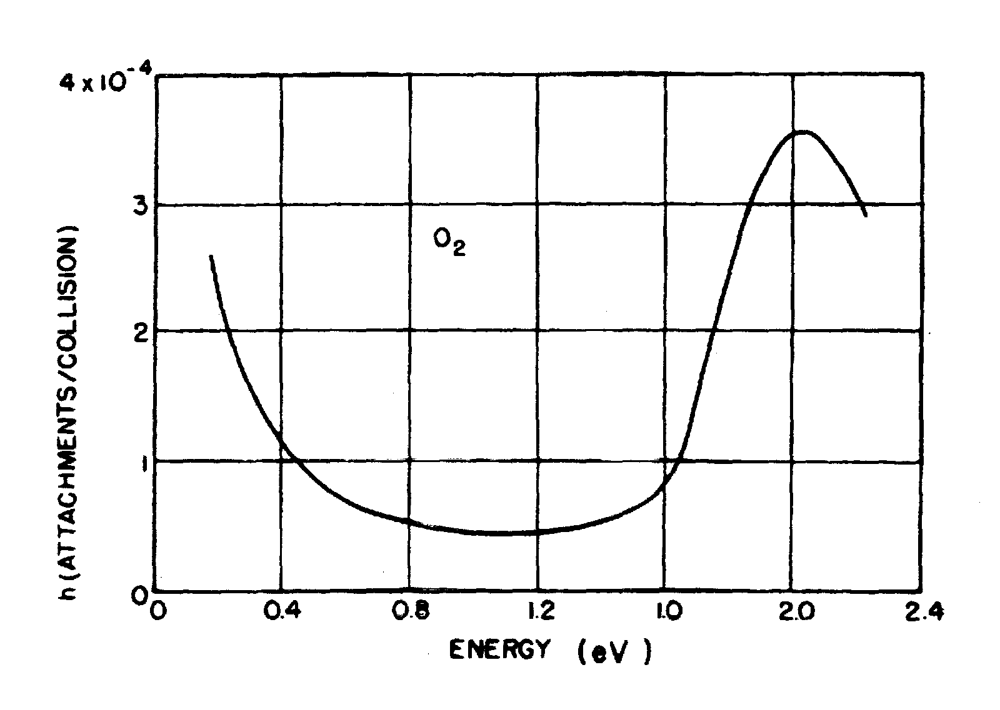 4 x 10⁻⁴
3
O₂
2
1
0
0 0.4 0.8 1.2 1.0 2.0 2.4
ENERGY (eV)
h (ATTACHMENTS/COLLISION)